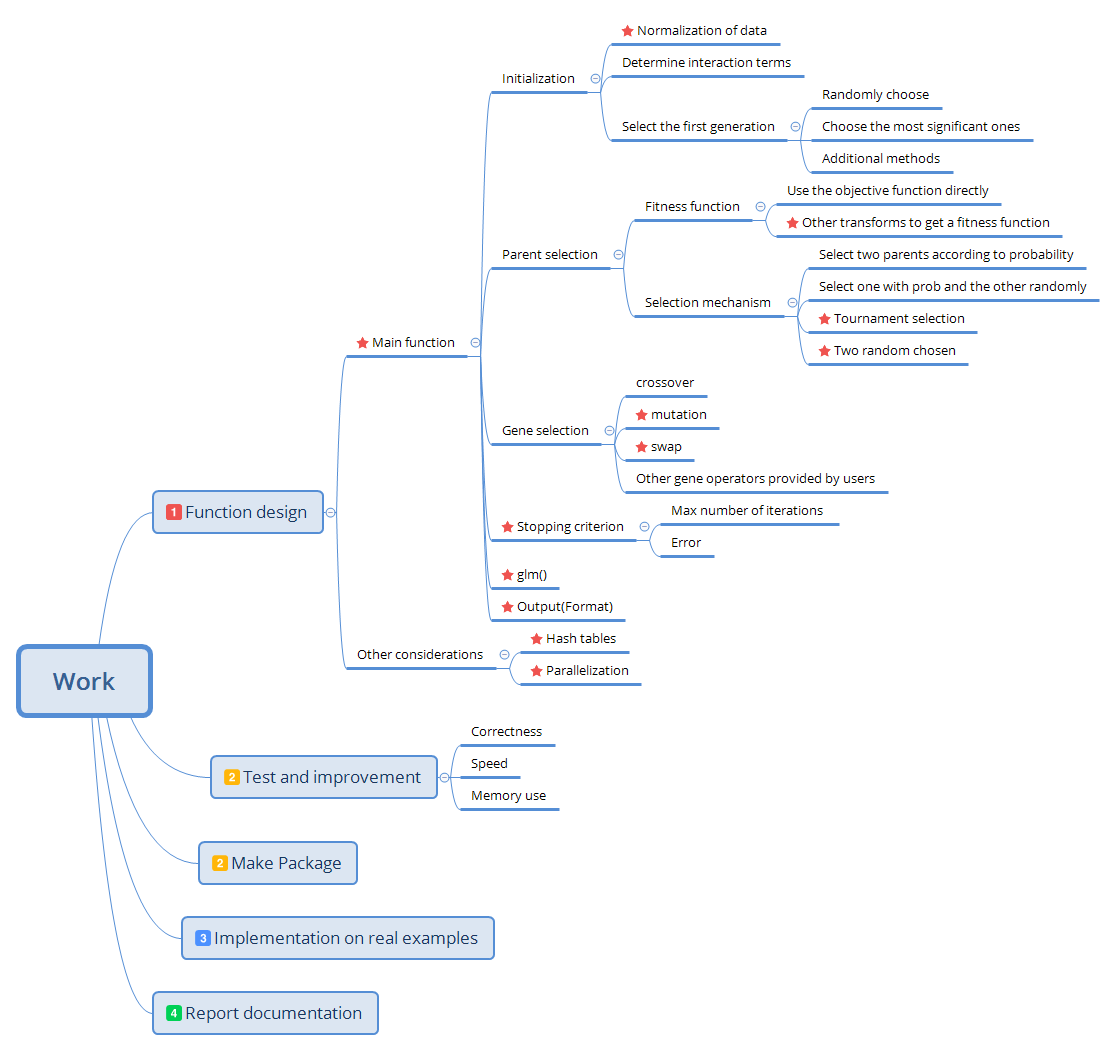 Normalization of data
Determine interaction terms
Initialization
Randomly choose
Select the first generation
Choose the most significant ones
Additional methods
Use the objective function directly
Fitness function
Other transforms to get a fitness function
Parent selection
Select two parents according to probability
Select one with prob and the other randomly
Selection mechanism
Tournament selection
Two random chosen
Main function
crossover
mutation
Gene selection
swap
Other gene operators provided by users
1 Function design
Max number of iterations
Stopping criterion
Error
glm()
Output(Format)
Hash tables
Other considerations
Parallelization
Work
Correctness
2 Test and improvement
Speed
Memory use
2 Make Package
3 Implementation on real examples
4 Report documentation